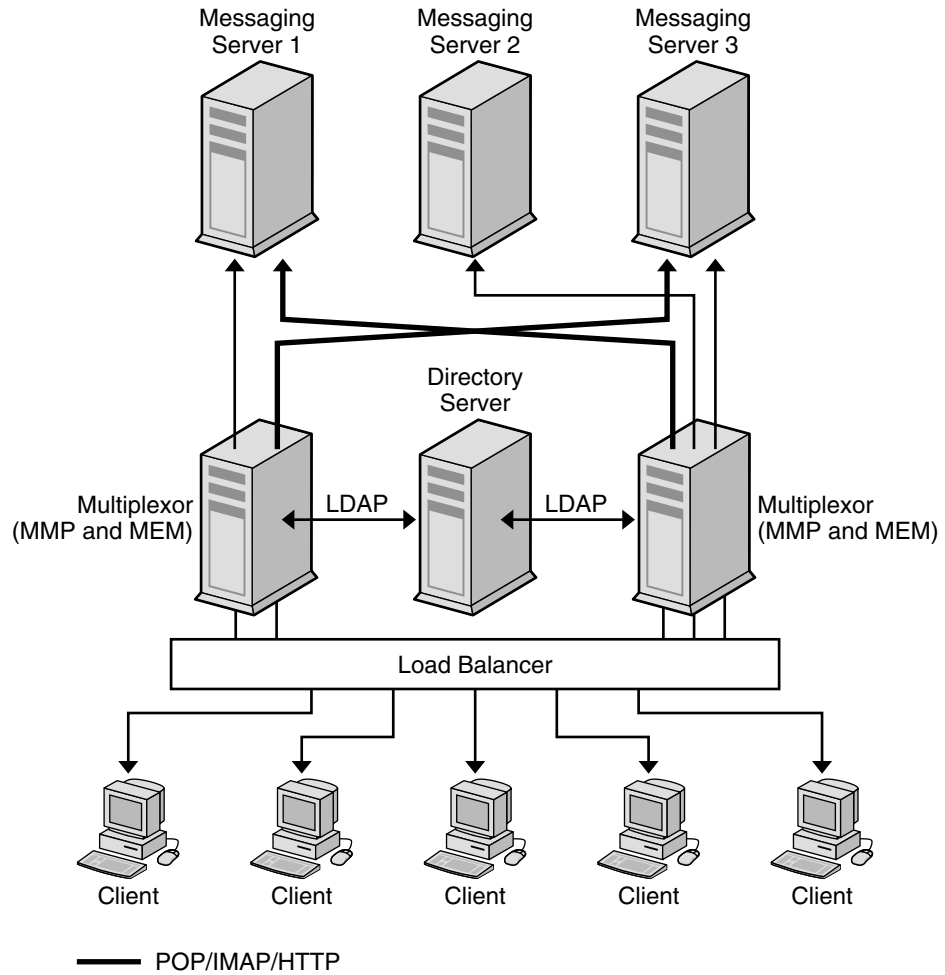 Messaging
Server 1
Messaging
Server 2
Messaging
Server 3
Directory
Server
Multiplexor
(MMP and MEM)
LDAP
LDAP
Multiplexor
(MMP and MEM)
Load Balancer
Client
Client
Client
Client
Client
POP/IMAP/HTTP